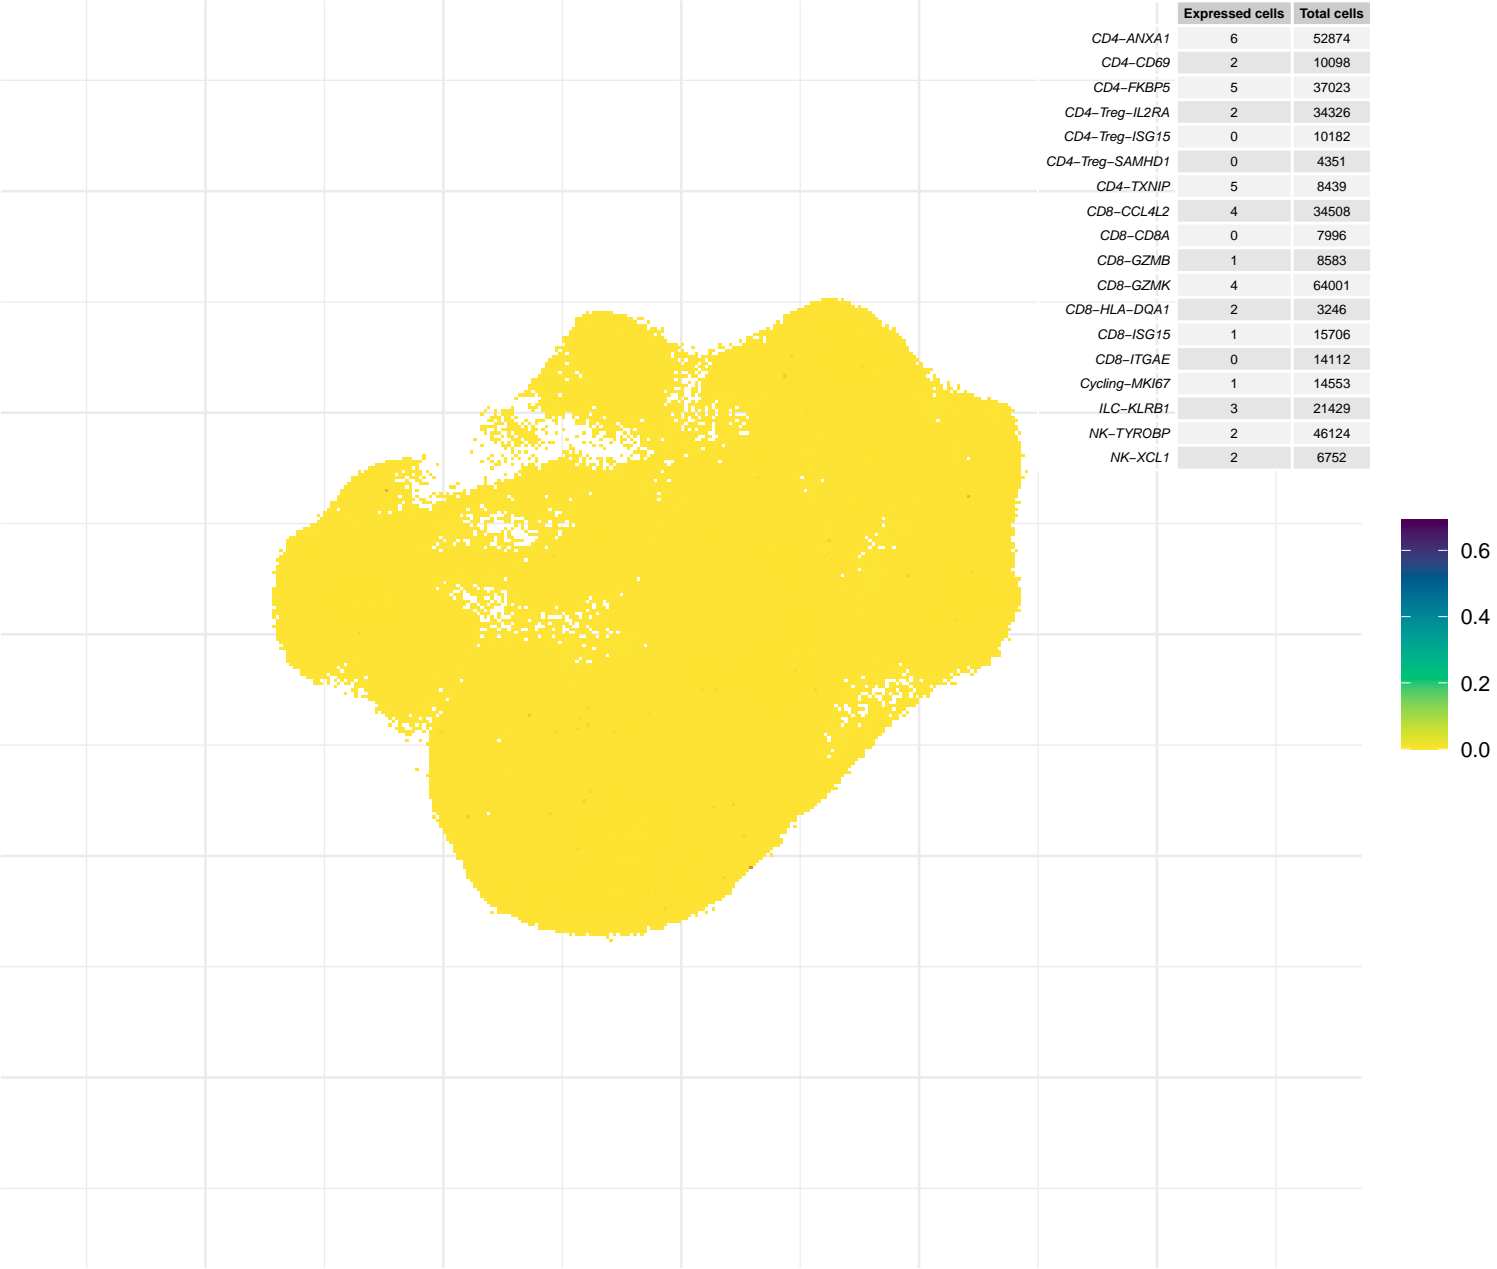 Expressed cells Total cells
CD4−ANXA1 6 52874
CD4−CD69 2 10098
CD4−FKBP5 5 37023
CD4−Treg−IL2RA 2 34326
CD4−Treg−ISG15 0 10182
CD4−Treg−SAMHD1 0 4351
CD4−TXNIP 5 8439
CD8−CCL4L2 4 34508
CD8−CD8A 0 7996
CD8−GZMB 1 8583
CD8−GZMK 4 64001
CD8−HLA−DQA1 2 3246
CD8−ISG15 1 15706
CD8−ITGAE 0 14112
Cycling−MKI67 1 14553
ILC−KLRB1 3 21429
NK−TYROBP 2 46124
NK−XCL1 2 6752
0.6
0.4
0.2
0.0